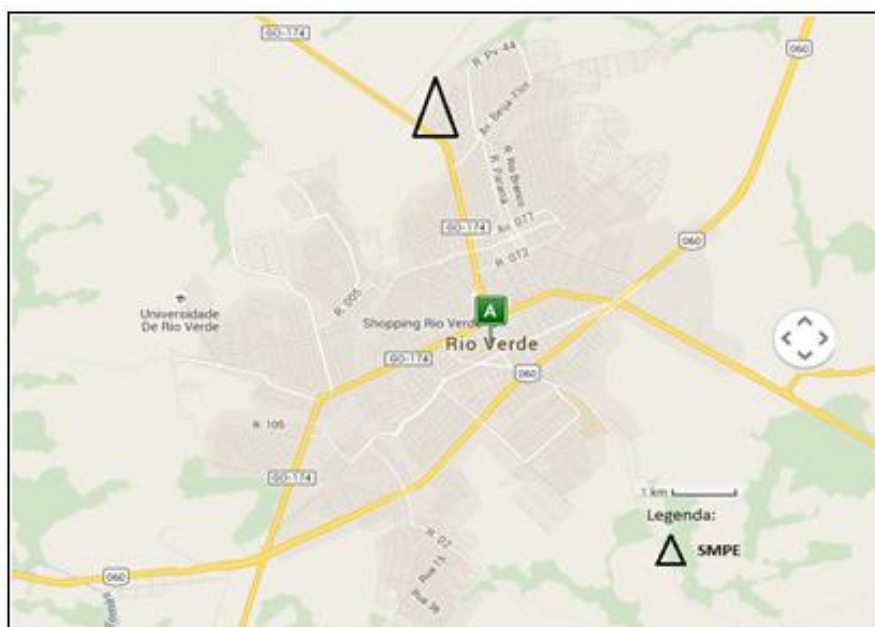 GO-174
060
R. Pv-44
Av. Beija Flor
R. Rio Branco
R. Paraná
GO-174
Av. 077
R. 072
060
R. 005
Universidade
De Rio Verde
A
Shopping Rio Verde
Rio Verde
GO-174
060
R. 105
GO-174
1 km
Legenda:
SMPE
R. 02
Rua 15
Rua 36
060